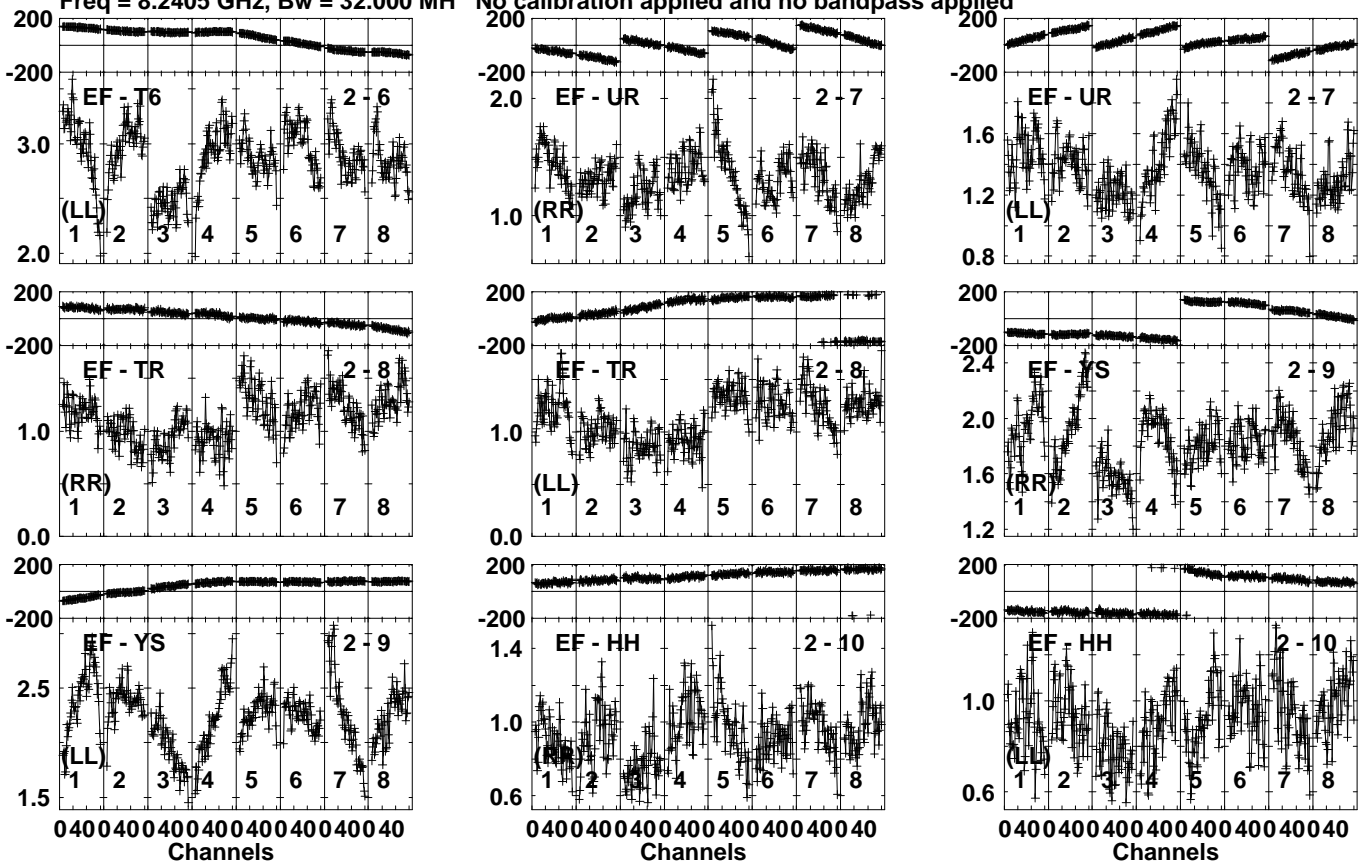 Freq = 8.2405 GHz, Bw = 32.000 MH No calibration applied and no bandpass applied
200 200 200
-200 -200 -200
EF - T6 2 - 6 EF - UR 2 - 7 EF - UR 2 - 7
2.0 1.6
3.0 1.2
(LL) 1.0 (RR) (LL) 1.0
1 2 3 4 5 6 7 8 1 2 3 4 5 6 7 8 1 2 3 4 5 6 7 8
2.0 0.8
200 200 200
-200 -200 -200
2.4
EF - TR 2 - 8 EF - TR 2 - 8 EF - YS 2 - 9
1.0 1.0 2.0
1.6
(RR) (LL) (RR)
1 2 3 4 5 6 7 8 1 2 3 4 5 6 7 8 1 2 3 4 5 6 7 8
0.0 0.0 1.2
200 200 200
-200 -200 -200
EF - YS 2 - 9 EF - HH 2 - 10 EF - HH 2 - 10
1.4
2.5 1.0 1.0
(LL) (RR) (LL)
1 2 3 4 5 6 7 8 1 2 3 4 5 6 7 8 1 2 3 4 5 6 7 8
1.5 0.6 0.6
0 40 0 40 0 40 0 40 0 40 0 40 0 40 0 40 0 40 0 40 0 40 0 40 0 40 0 40 0 40 0 40 0 40 0 40 0 40 0 40 0 40 0 40 0 40 0 40
Channels Channels Channels